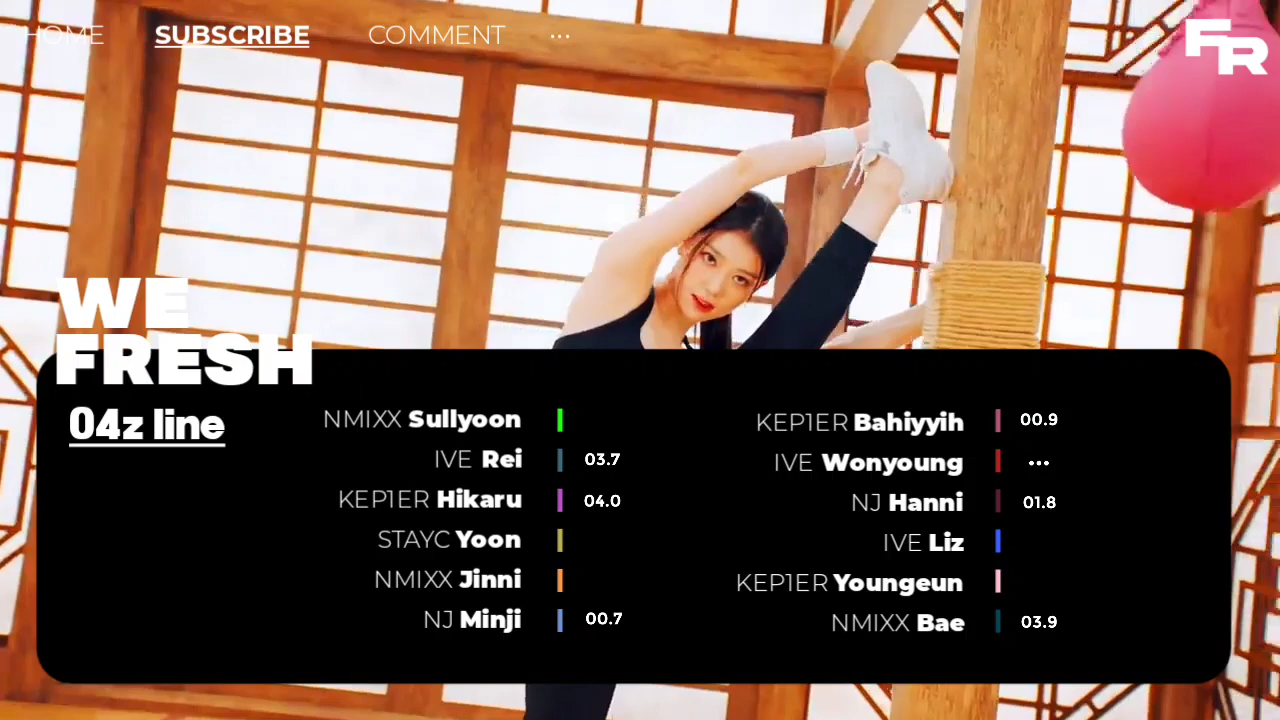 HOME SUBSCRIBE COMMENT ...
FR
WE
FRESH
04z line
NMIXX Sullyoon
IVE Rei 03.7
KEP1ER Hikaru 04.0
STAYC Yoon
NMIXX Jinni
NJ Minji 00.7
KEP1ER Bahiyyih 00.9
IVE Wonyoung ...
NJ Hanni 01.8
IVE Liz
KEP1ER Youngeun
NMIXX Bae 03.9